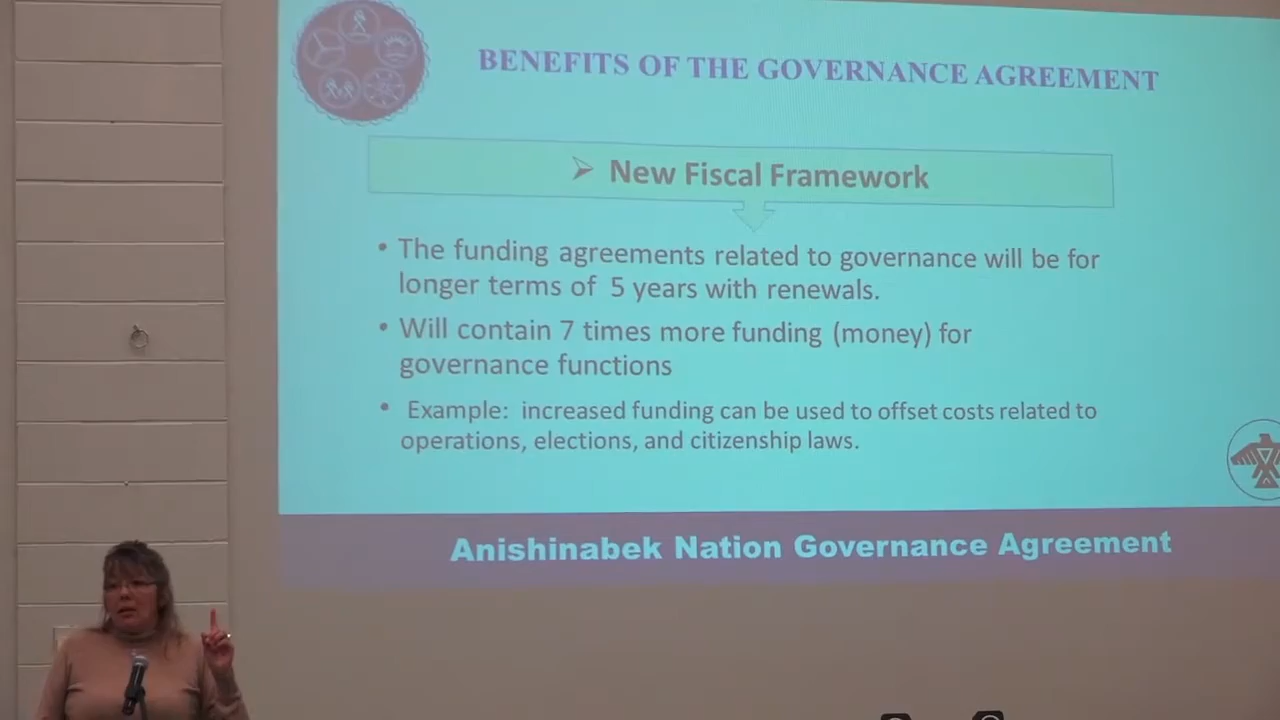 BENEFITS OF THE GOVERNANCE AGREEMENT
➢ New Fiscal Framework
• The funding agreements related to governance will be for
longer terms of 5 years with renewals.
• Will contain 7 times more funding (money) for
governance functions
• Example: increased funding can be used to offset costs related to
operations, elections, and citizenship laws.
Anishinabek Nation Governance Agreement